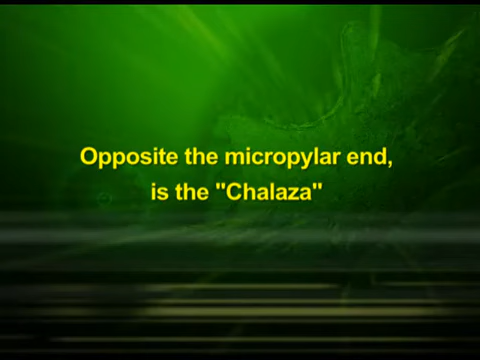 Opposite the micropylar end,
is the "Chalaza"